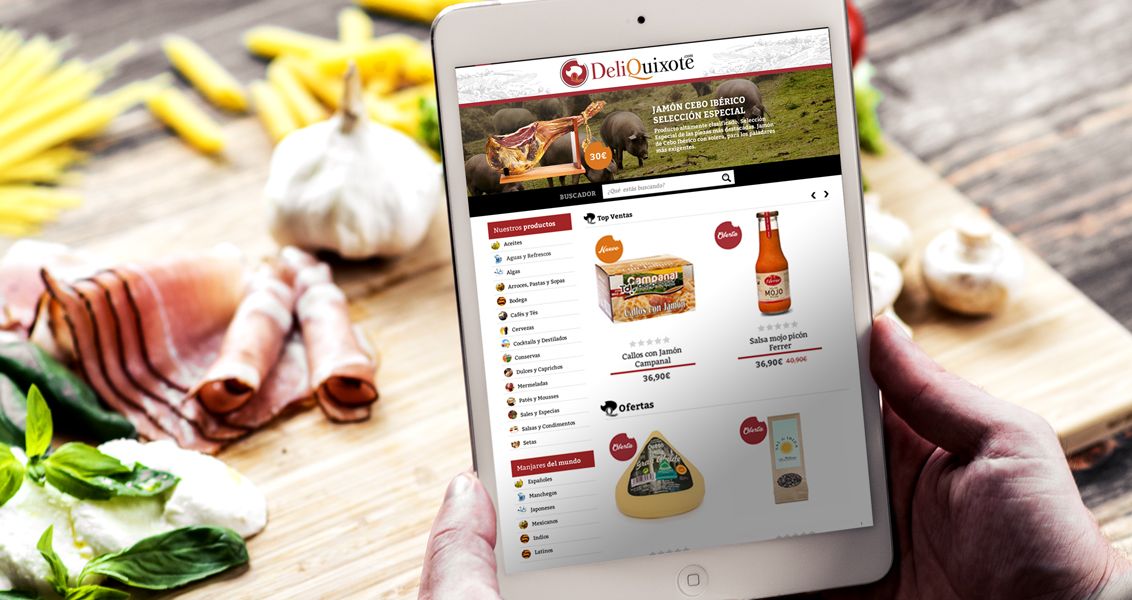 DeliQuixote
.com
JAMÓN CEBO IBÉRICO
SELECCIÓN ESPECIAL
Producto altamente clasificado. Selección
Especial de las piezas más destacadas. Jamón
de Cebo Ibérico con solera, para los paladares
más exigentes.
30€
BUSCADOR
¿Qué estás buscando?
Nuestros productos
Aceites
Aguas y Refrescos
Algas
Arroces, Pastas y Sopas
Bodega
Cafés y Tés
Cervezas
Cocktails y Destilados
Conservas
Dulces y Caprichos
Mermeladas
Patés y Mousses
Sales y Especias
Salsas y Condimentos
Setas
Manjares del mundo
Españoles
Manchegos
Japoneses
Mexicanos
Indios
Latinos
Top Ventas
Nuevo
Campanal
Callos con Jamón
Callos con Jamón
Campanal
36,90€
Oferta
Ferrer
MOJO
Salsa mojo picón
Ferrer
36,90€ 40,90€
Ofertas
Oferta
Queso
Oferta